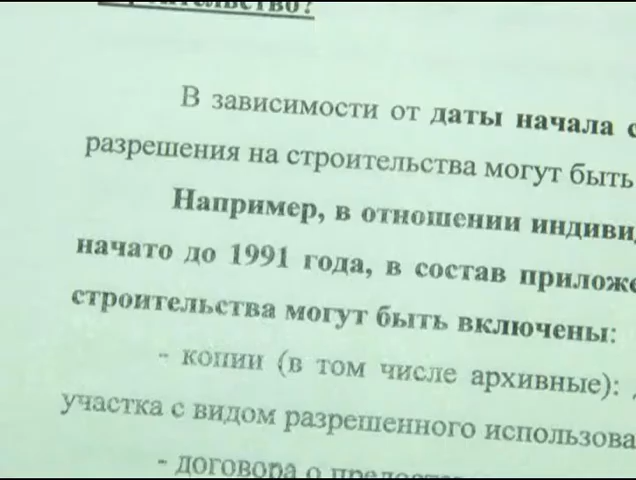 В зависимости от даты начала с
разрешения на строительства могут быть
Например, в отношении индиви
начато до 1991 года, в состав приложе
строительства могут быть включены:
- копии (в том числе архивные):
участка с видом разрешенного использова
- договора о